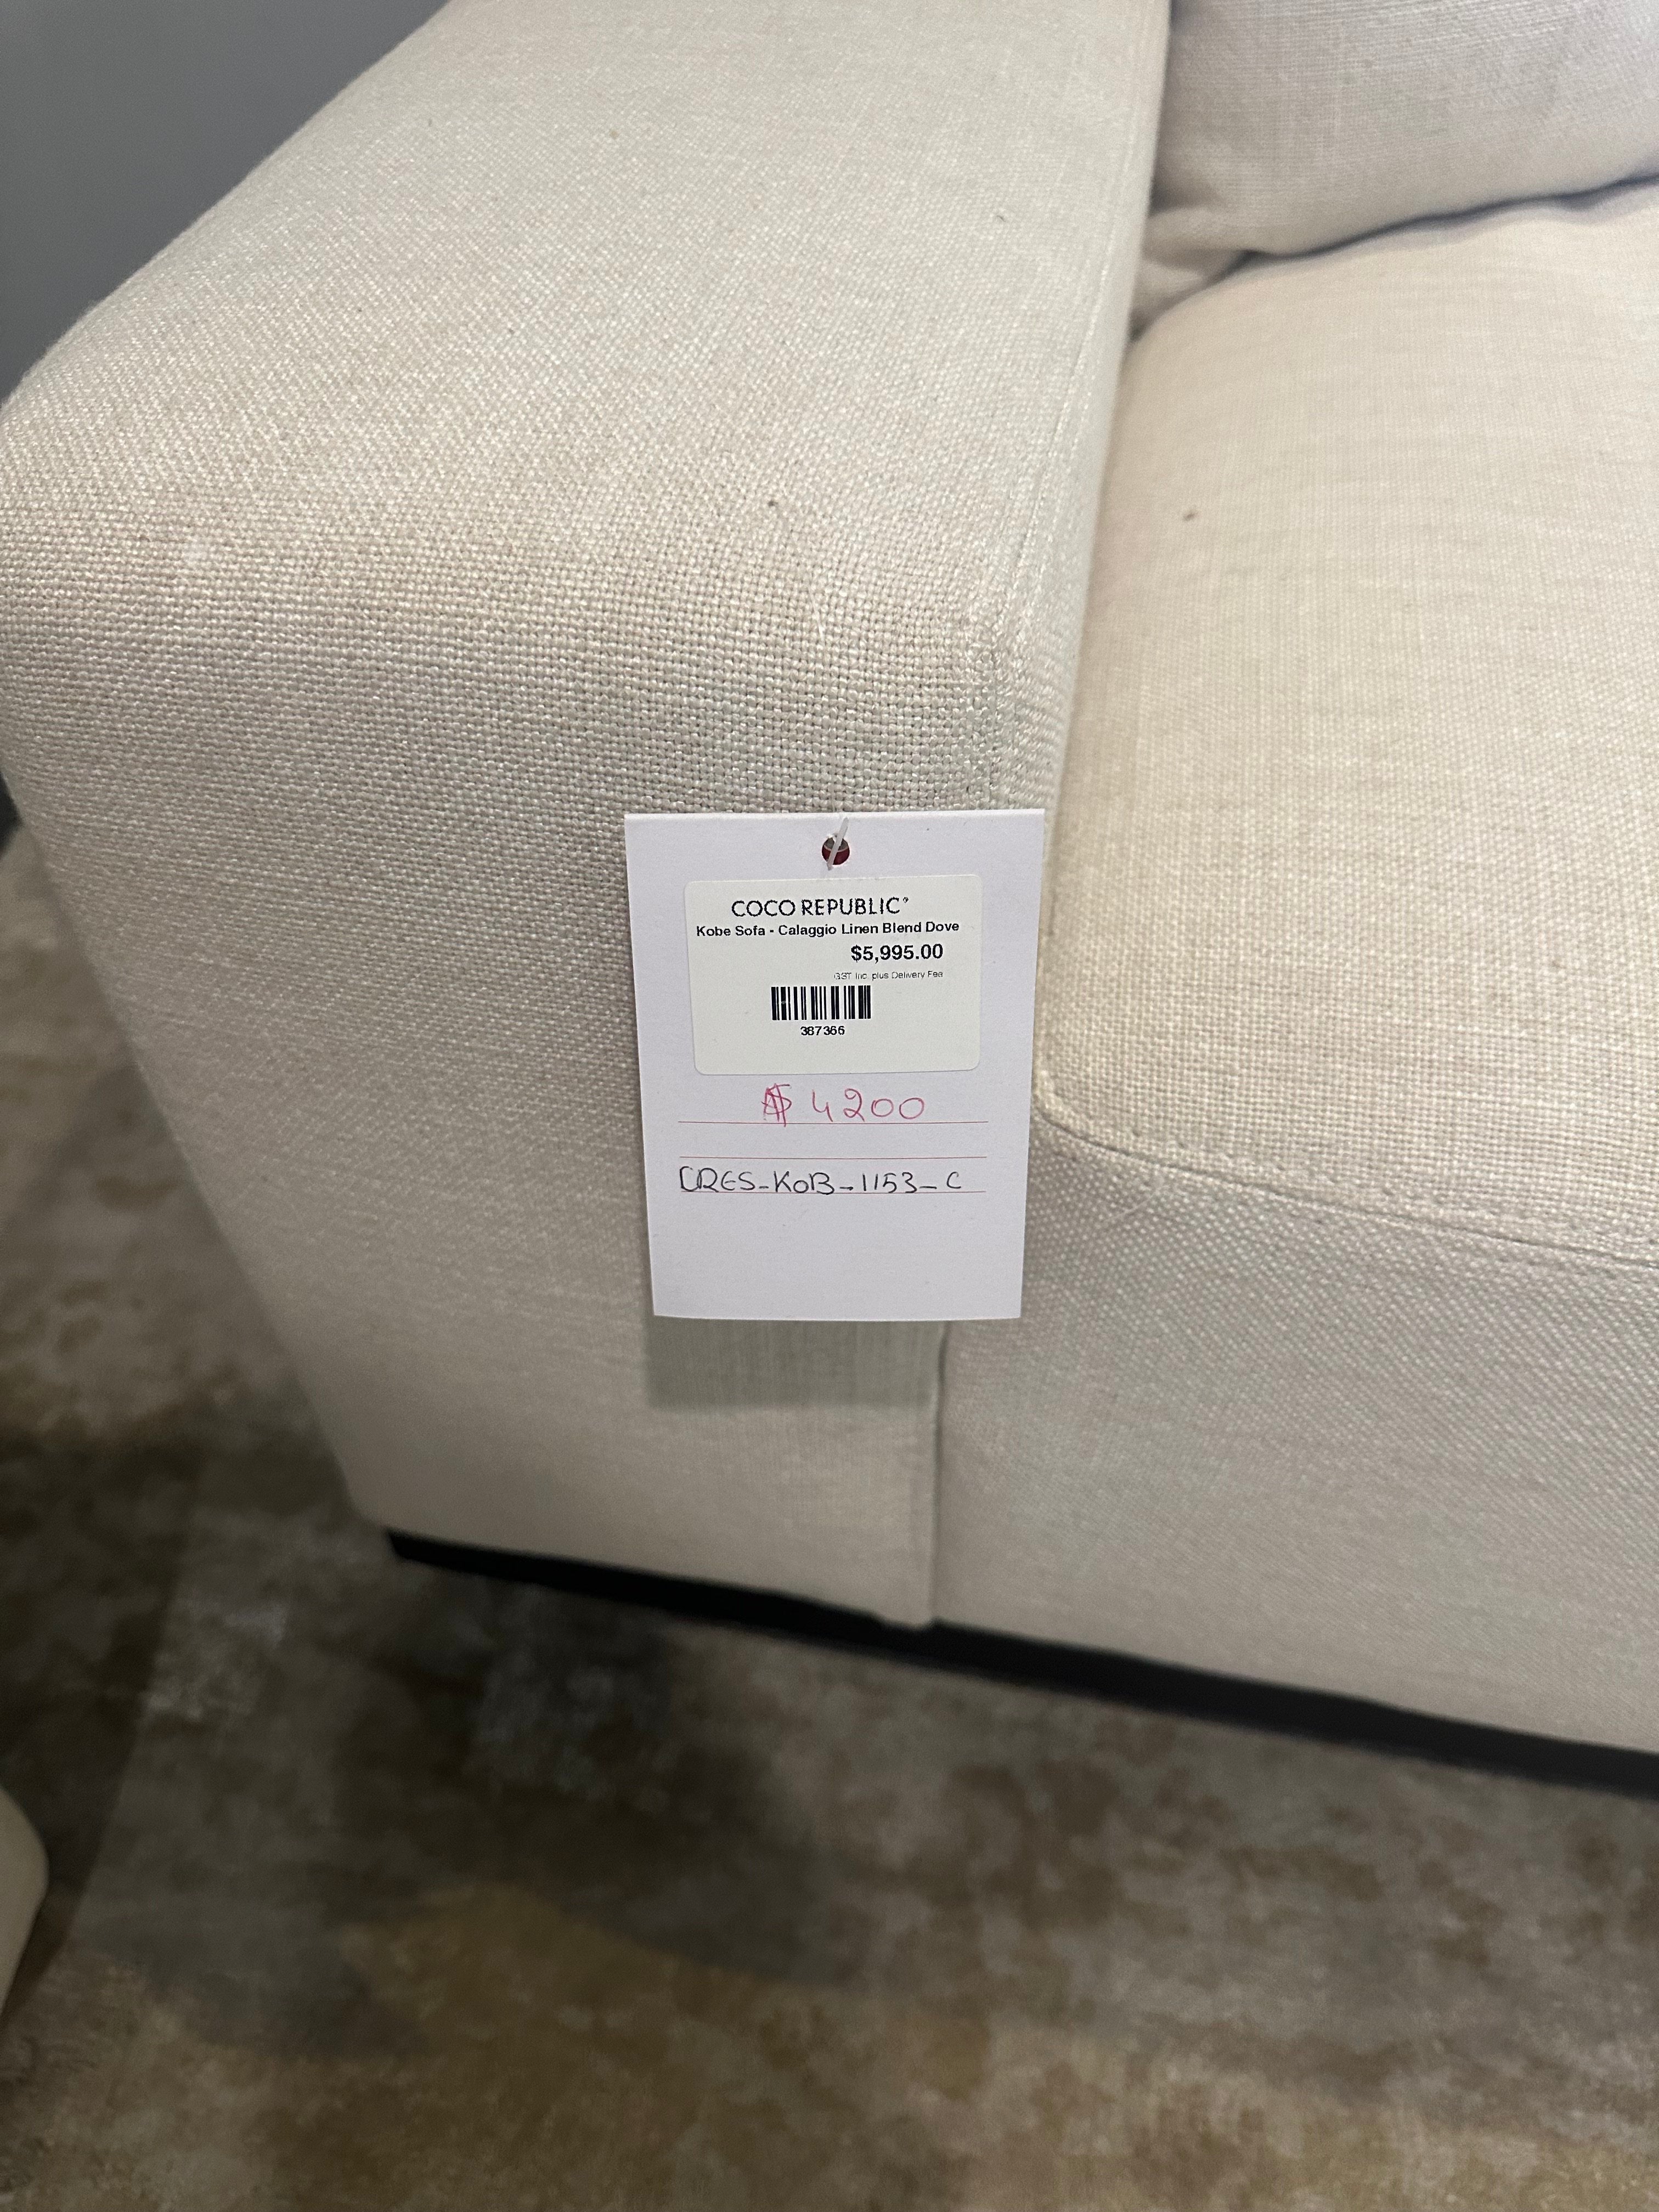 COCO REPUBLIC®
Kobe Sofa - Calaggio Linen Blend Dove
$5,995.00
GST Inc. plus Delivery Fee
387366
$ 4200
CRES-KOB-1153-C